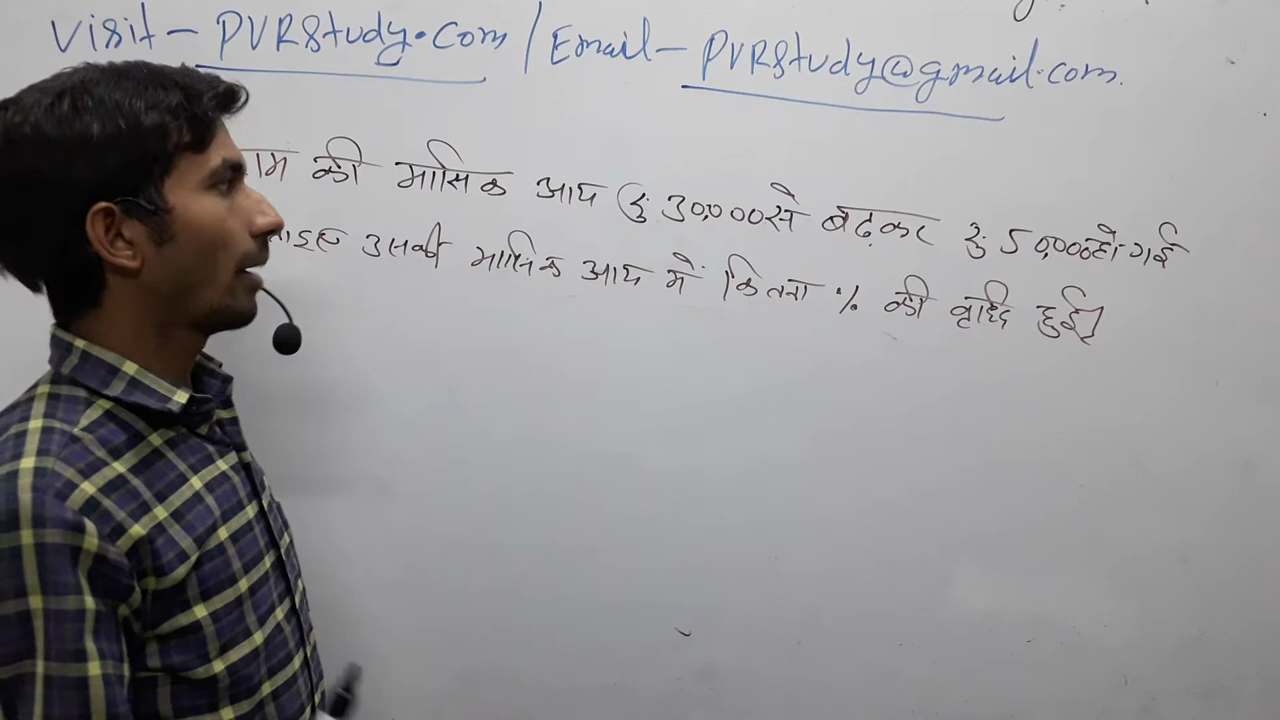 Visit - PVRStudy.Com / Email - PVRStudy@gmail.com.
की मासिक आय रु 30,000 से बढ़कर रु 50,000 हो गई
उसकी मासिक आय में कितना % की वृद्धि हुई